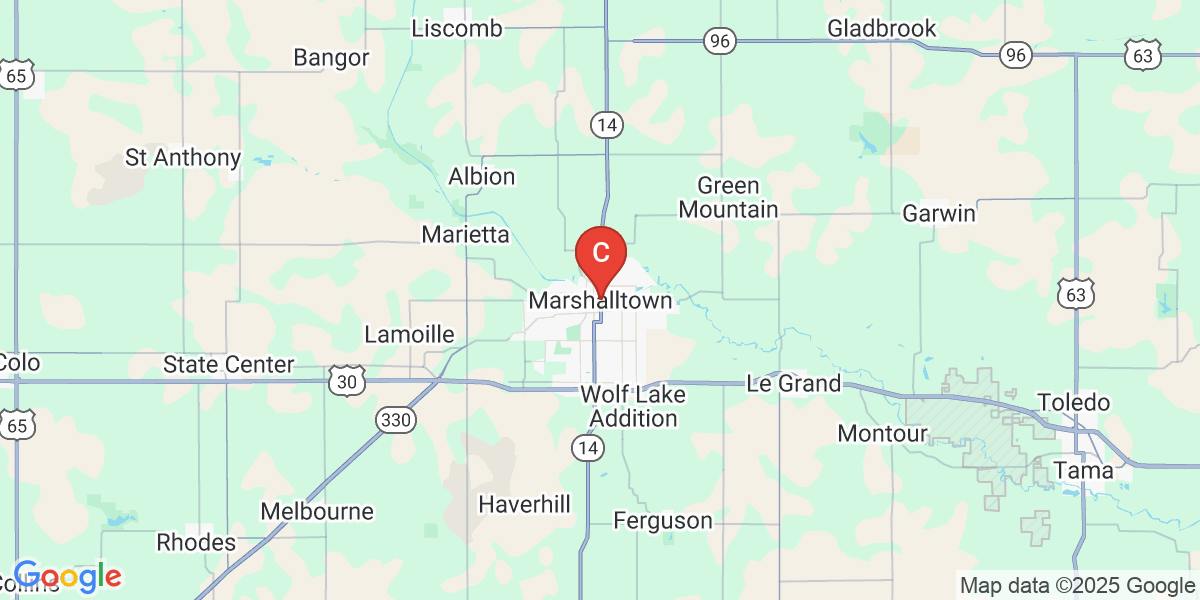 Liscomb
Gladbrook
96
63
96
Bangor
65
14
St Anthony
Albion
Green
Mountain
Garwin
Marietta
C
Marshalltown
63
Lamoille
Colo
State Center
30
Wolf Lake
Addition
Le Grand
Toledo
330
65
Montour
14
Tama
Haverhill
Melbourne
Ferguson
Rhodes
Collins
Google
Map data ©2025 Google